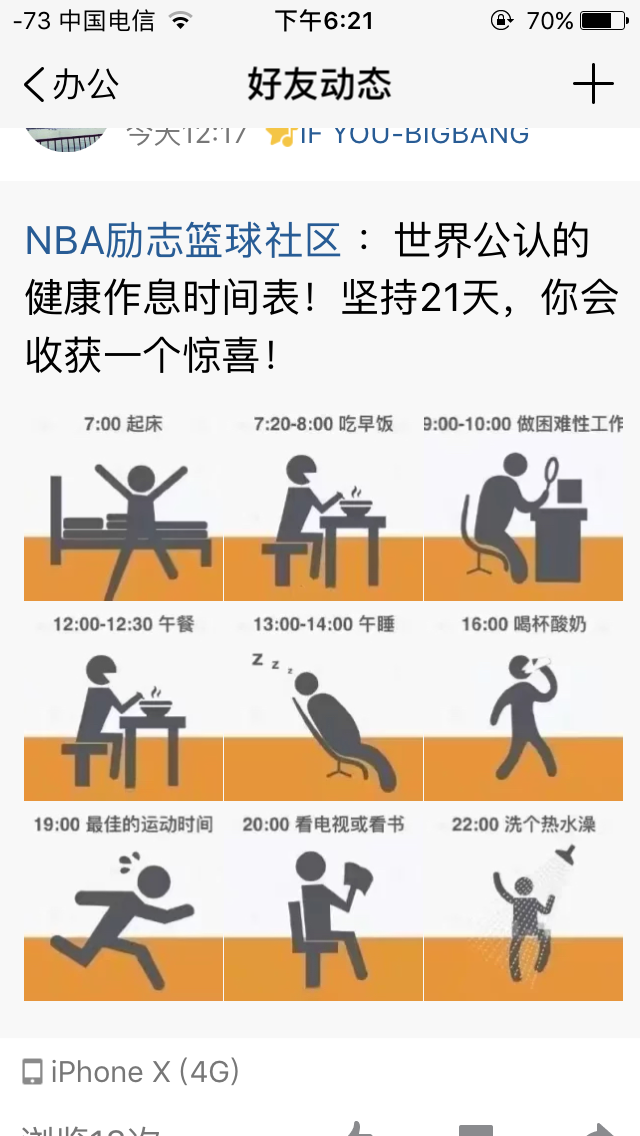 -73 中国电信 下午6:21 70%
办公 好友动态
今天12:17 IF YOU-BIGBANG
NBA励志篮球社区：世界公认的
健康作息时间表！坚持21天，你会
收获一个惊喜！
7:00 起床
7:20-8:00 吃早饭
9:00-10:00 做困难性工作
12:00-12:30 午餐
13:00-14:00 午睡
16:00 喝杯酸奶
z z z
19:00 最佳的运动时间
20:00 看电视或看书
22:00 洗个热水澡
iPhone X (4G)
浏览18次